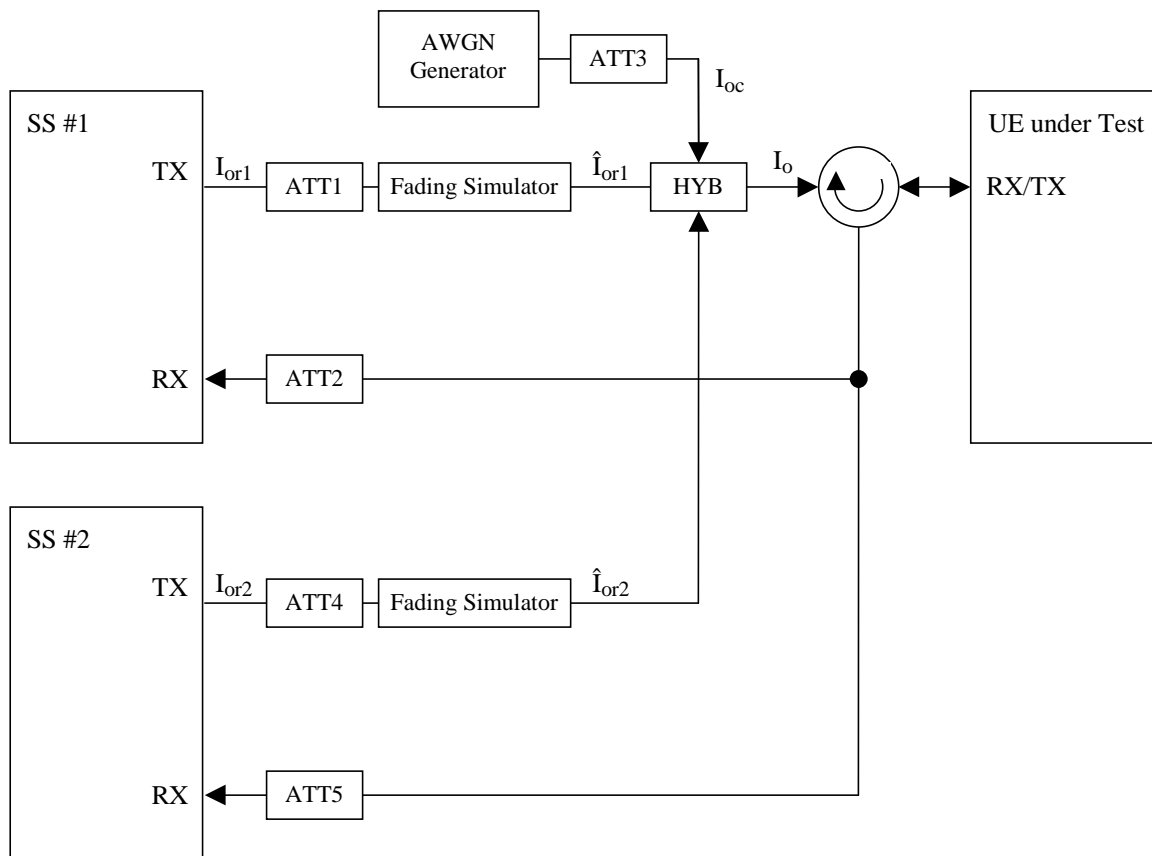 AWGN
Generator
ATT3
I_oc
SS #1
UE under Test
TX
I_or1
ATT1
Fading Simulator
Î_or1
HYB
I_o
RX/TX
RX
ATT2
SS #2
TX
I_or2
ATT4
Fading Simulator
Î_or2
RX
ATT5